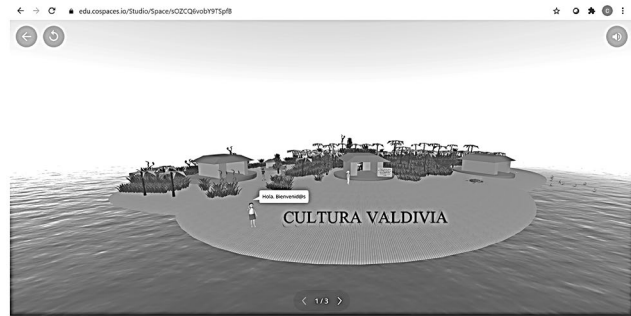 edu.cospaces.io/Studio/Space/sOZCQ6vobY9TSpf8
Hola, Bienvenid@s
CULTURA VALDIVIA
1/3